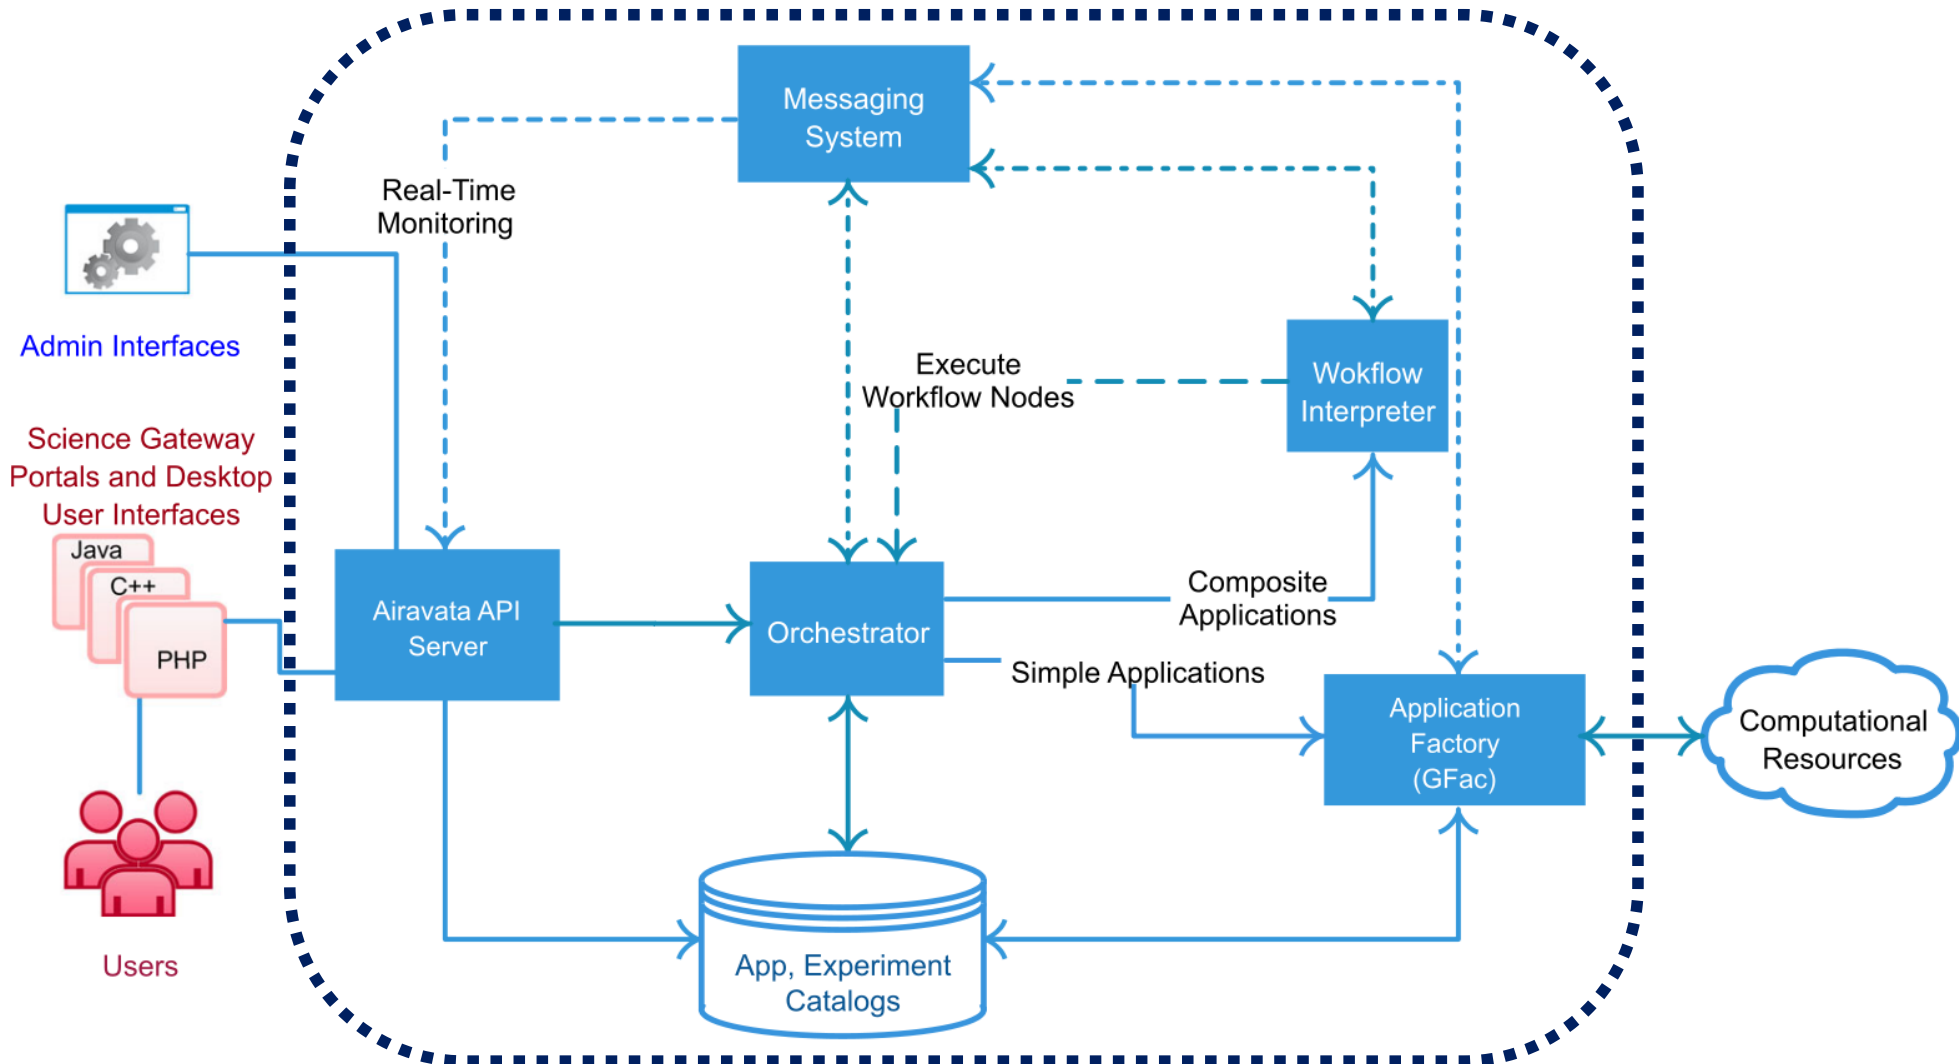 Messaging
System
Real-Time
Monitoring
Admin Interfaces
Execute
Workflow Nodes
Wokflow
Interpreter
Science Gateway
Portals and Desktop
User Interfaces
Java
C++
PHP
Airavata API
Server
Orchestrator
Composite
Applications
Simple Applications
Application
Factory
(GFac)
Computational
Resources
Users
App, Experiment
Catalogs